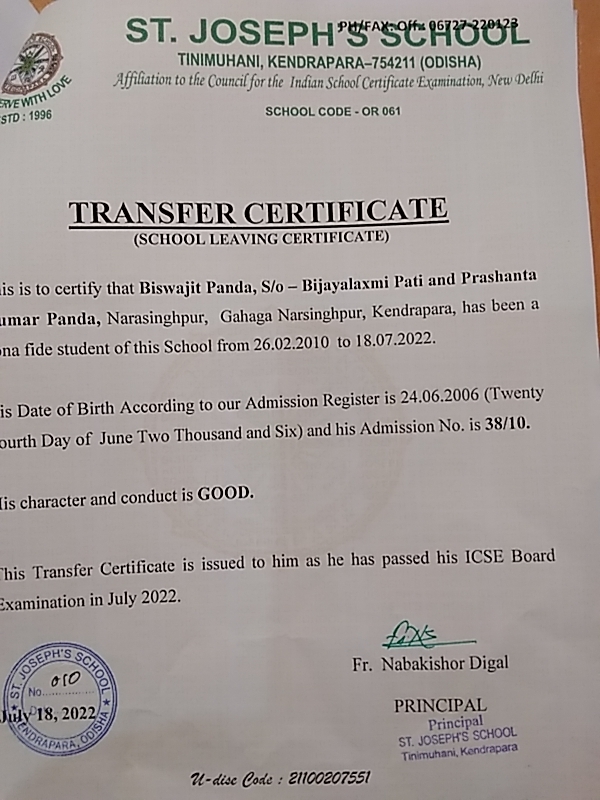 PH/FAX: Off.: 06727-220123
ST. JOSEPH'S SCHOOL
TINIMUHANI, KENDRAPARA–754211 (ODISHA)
Affiliation to the Council for the Indian School Certificate Examination, New Delhi
ERVE WITH LOVE
STD : 1996
SCHOOL CODE - OR 061
TRANSFER CERTIFICATE
(SCHOOL LEAVING CERTIFICATE)
his is to certify that Biswajit Panda, S/o – Bijayalaxmi Pati and Prashanta
umar Panda, Narasinghpur, Gahaga Narsinghpur, Kendrapara, has been a
ona fide student of this School from 26.02.2010 to 18.07.2022.
is Date of Birth According to our Admission Register is 24.06.2006 (Twenty
ourth Day of June Two Thousand and Six) and his Admission No. is 38/10.
His character and conduct is GOOD.
This Transfer Certificate is issued to him as he has passed his ICSE Board
Examination in July 2022.
Fr. Nabakishor Digal
PRINCIPAL
Principal
ST. JOSEPH'S SCHOOL
Tinimuhani, Kendrapara
ST. JOSEPH'S SCHOOL
No. 010
July 18, 2022
KENDRAPARA, ODISHA
U-disc Code : 21100207551